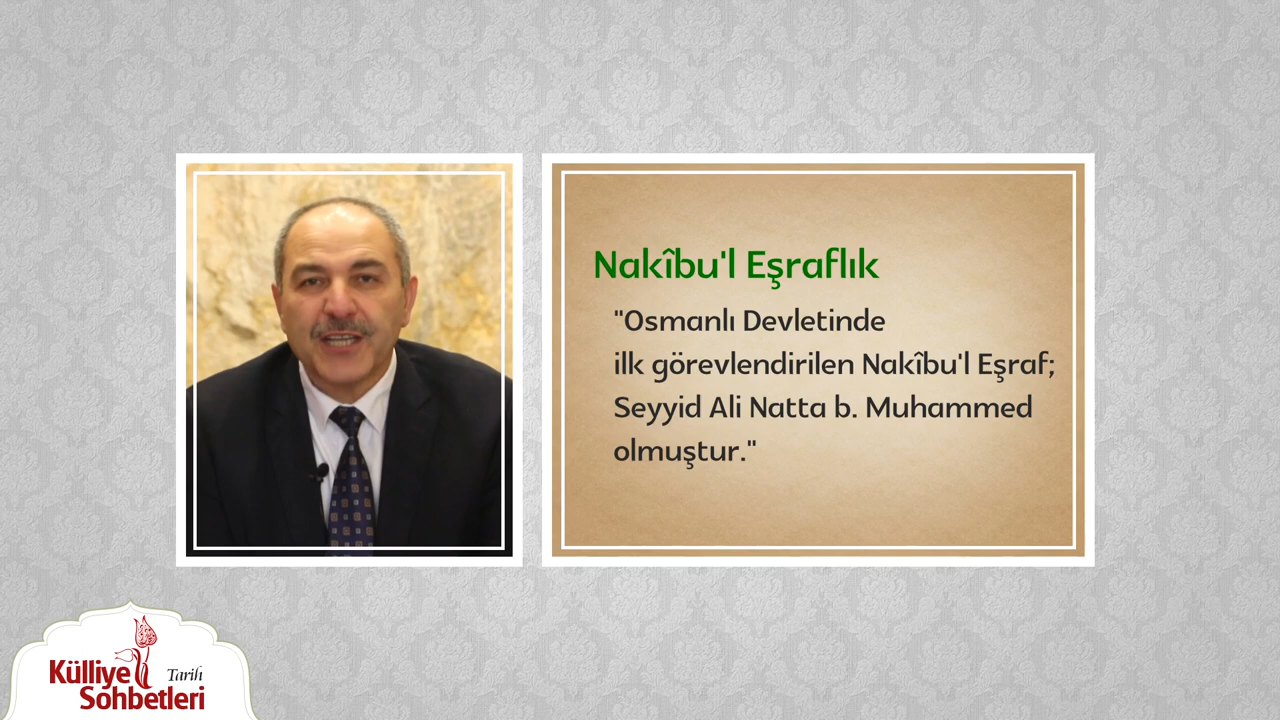 Nakîbu'l Eşraflık
"Osmanlı Devletinde
ilk görevlendirilen Nakîbu'l Eşraf;
Seyyid Ali Natta b. Muhammed
olmuştur."
Külliye Tarih
Sohbetleri